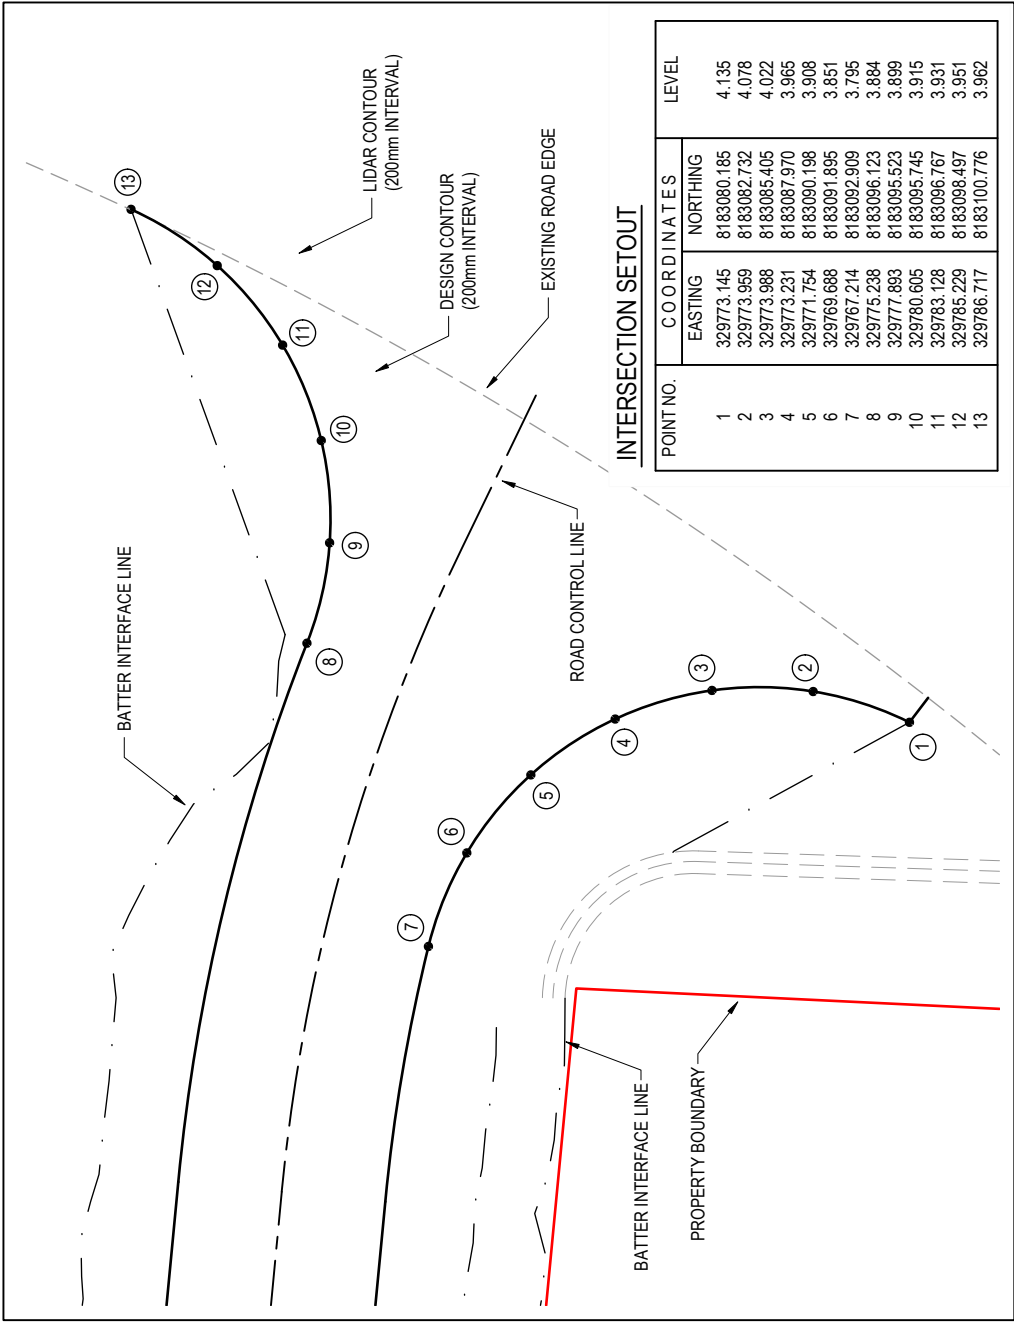 BATTER INTERFACE LINE
LIDAR CONTOUR
(200mm INTERVAL)
DESIGN CONTOUR
(200mm INTERVAL)
EXISTING ROAD EDGE
ROAD CONTROL LINE
BATTER INTERFACE LINE
PROPERTY BOUNDARY
13
12
11
10
9
8
7
6
5
4
3
2
1
INTERSECTION SETOUT
POINT NO. COORDINATES LEVEL
EASTING NORTHING
1 329773.145 8183080.185 4.135
2 329773.959 8183082.732 4.078
3 329773.988 8183085.405 4.022
4 329773.231 8183087.970 3.965
5 329771.754 8183090.198 3.908
6 329769.688 8183091.895 3.851
7 329767.214 8183092.909 3.795
8 329775.238 8183096.123 3.884
9 329777.893 8183095.523 3.899
10 329780.605 8183095.745 3.915
11 329783.128 8183096.767 3.931
12 329785.229 8183098.497 3.951
13 329786.717 8183100.776 3.962